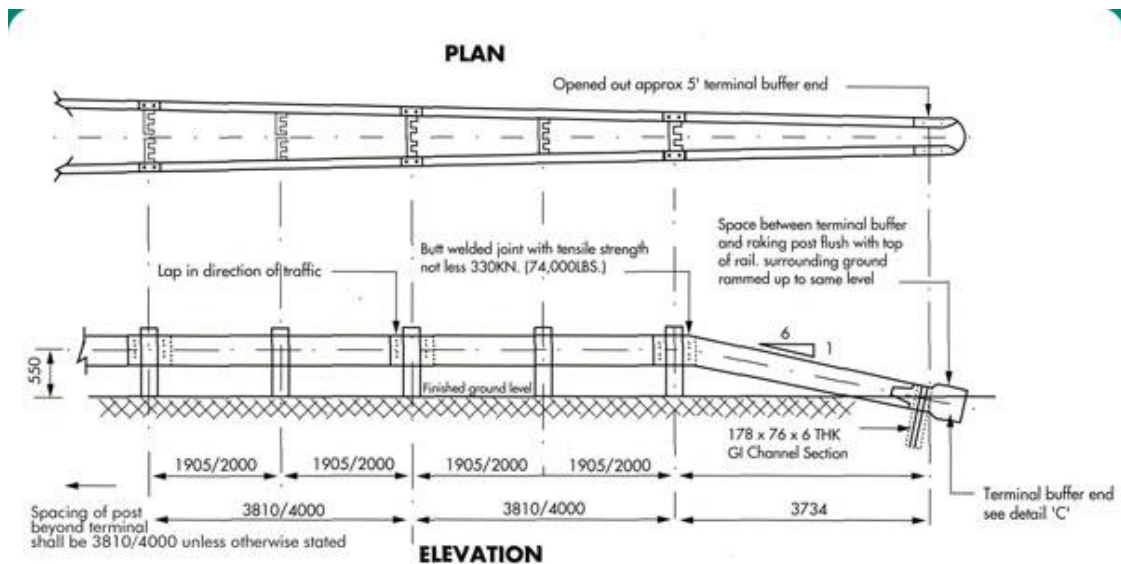 PLAN
Opened out approx 5' terminal buffer end
Space between terminal buffer
and raking post flush with top
of rail. surrounding ground
rammed up to same level
Butt welded joint with tensile strength
not less 330KN. (74,000LBS.)
Lap in direction of traffic
6
1
550
Finished ground level
178 x 76 x 6 THK
GI Channel Section
1905/2000
1905/2000
1905/2000
1905/2000
Spacing of post
beyond terminal
shall be 3810/4000 unless otherwise stated
3810/4000
3810/4000
3734
Terminal buffer end
see detail 'C'
ELEVATION